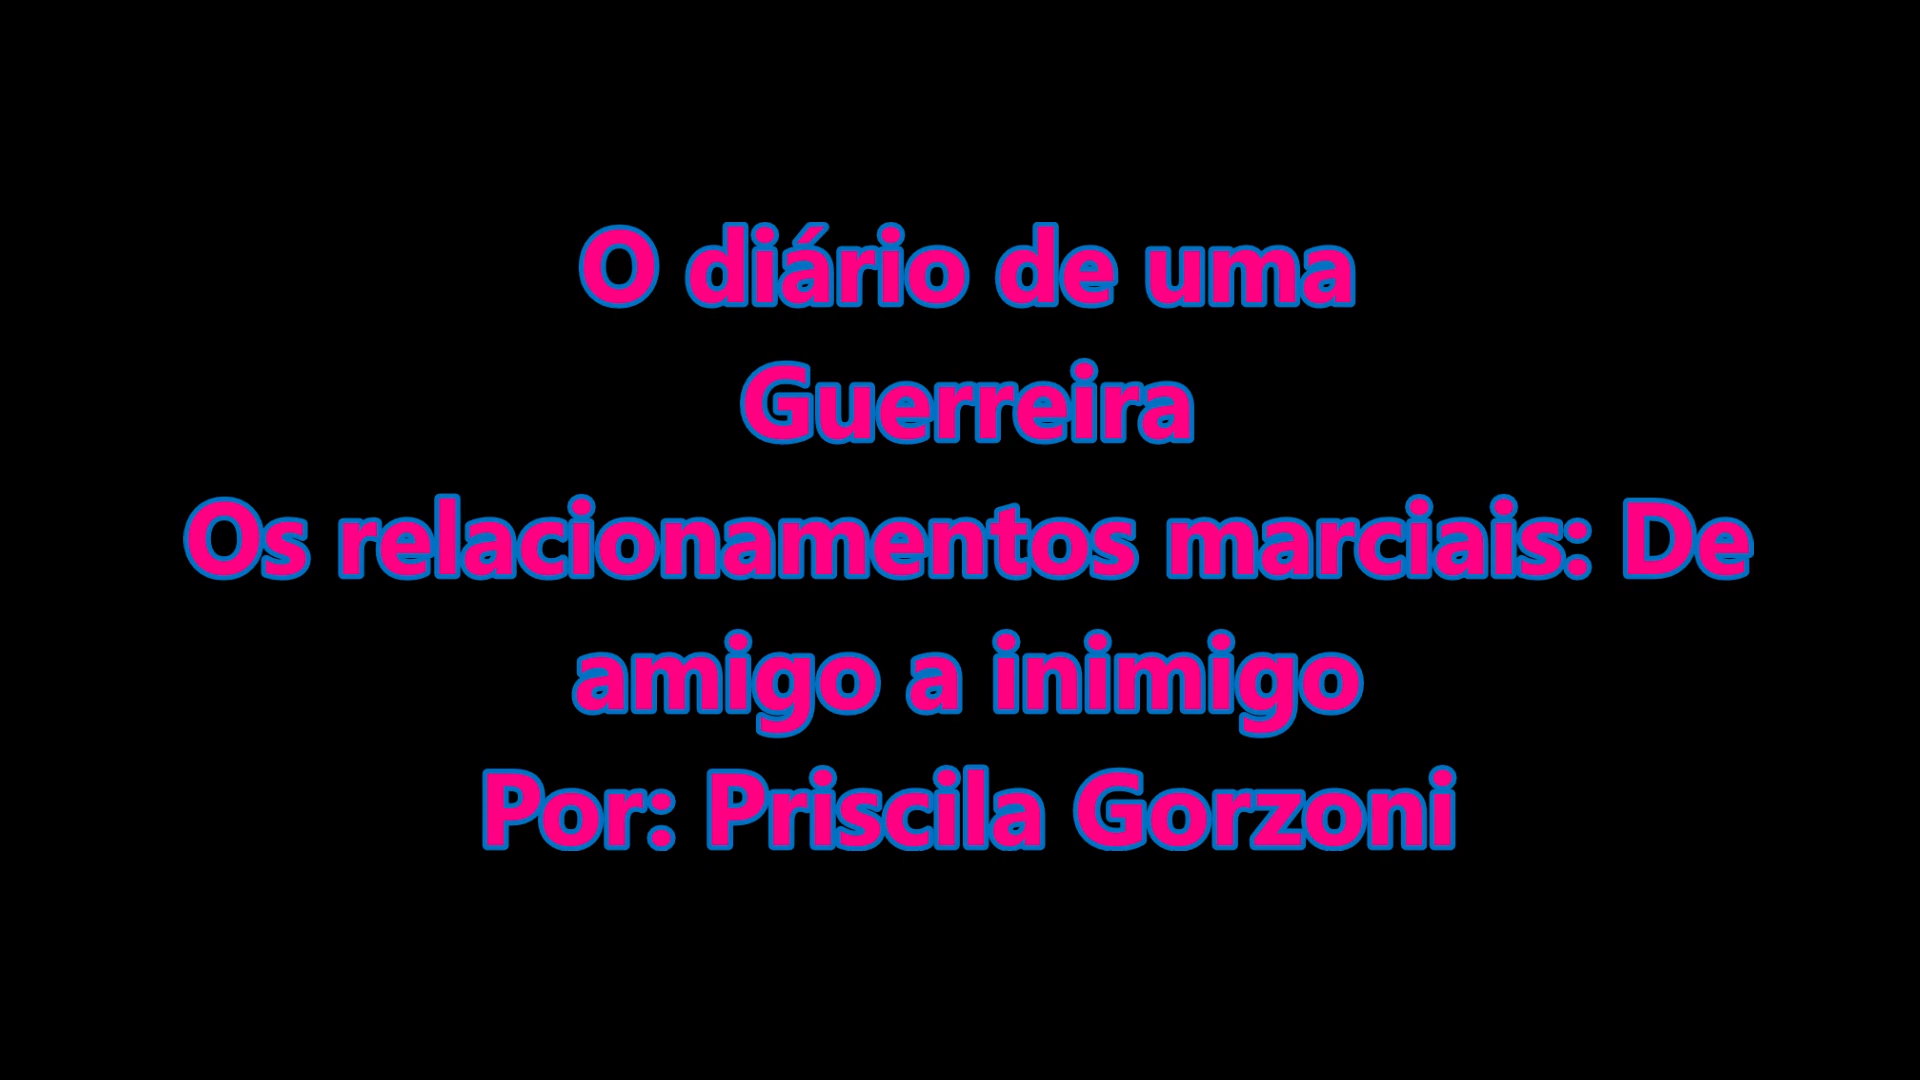 O diário de uma
Guerreira
Os relacionamentos marciais: De
amigo a inimigo
Por: Priscila Gorzoni